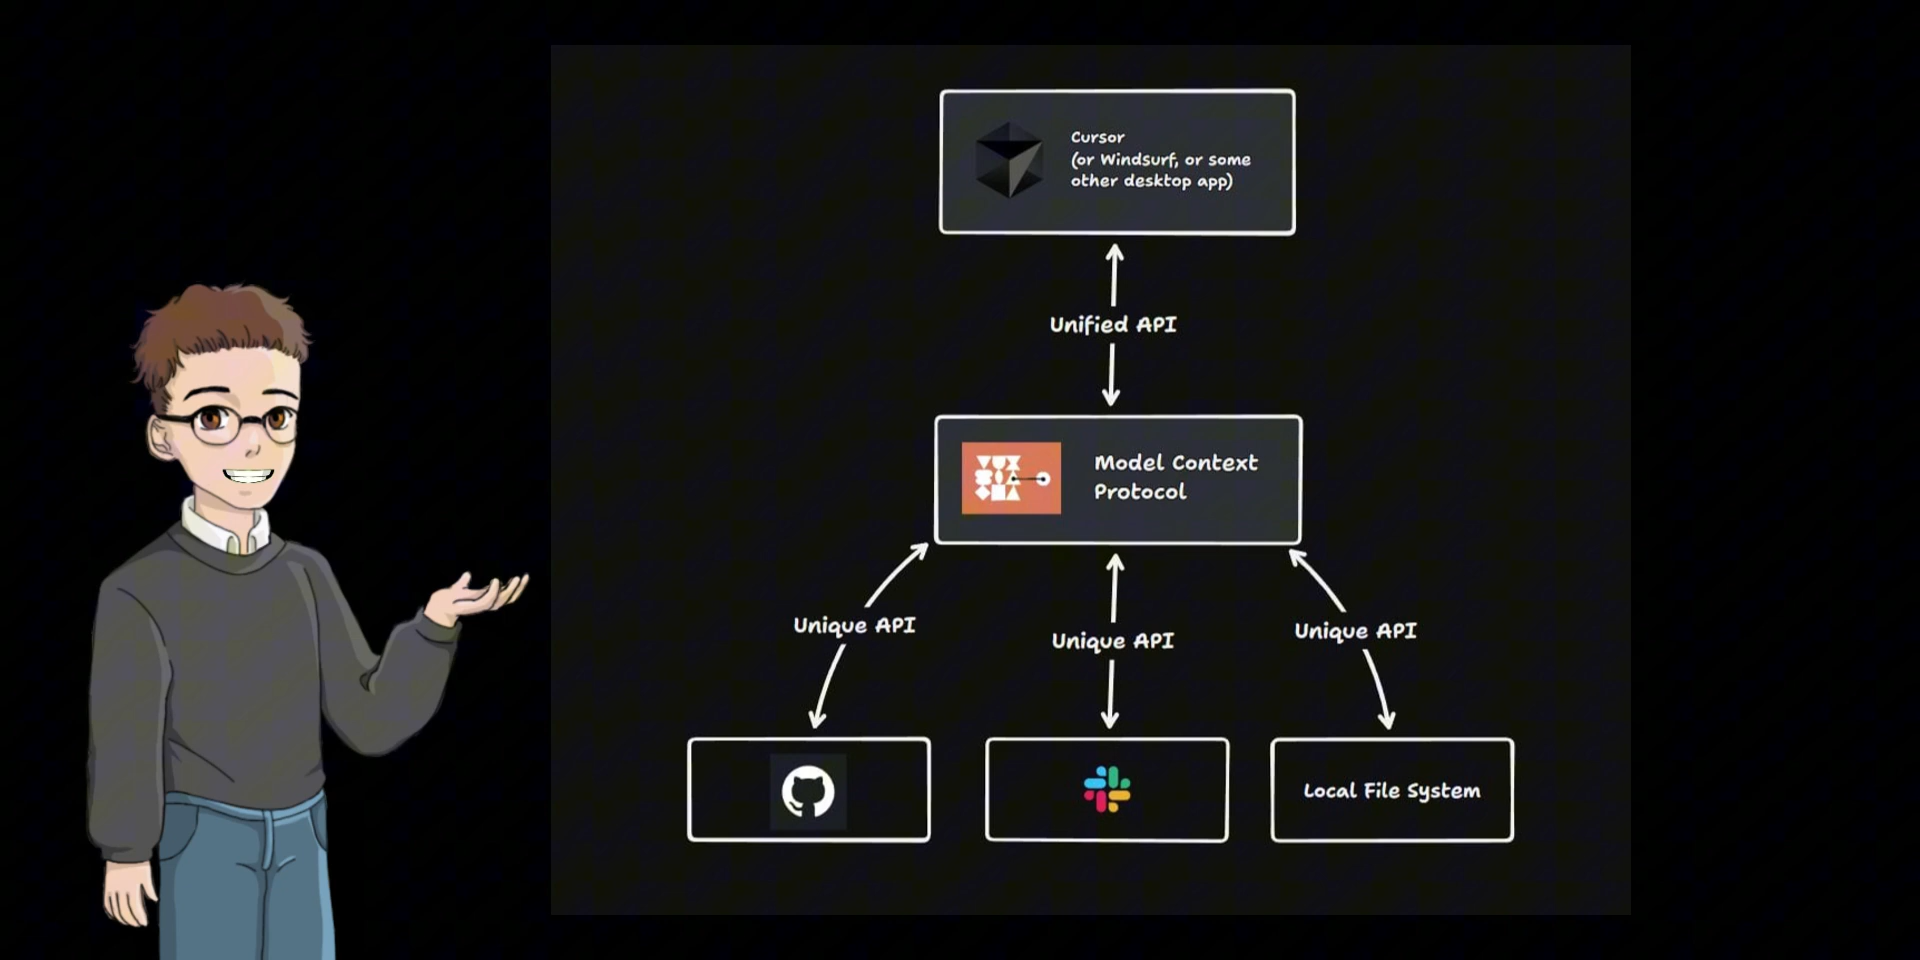 Cursor
(or Windsurf, or some
other desktop app)
Unified API
Model Context
Protocol
Unique API
Unique API
Unique API
Local File System